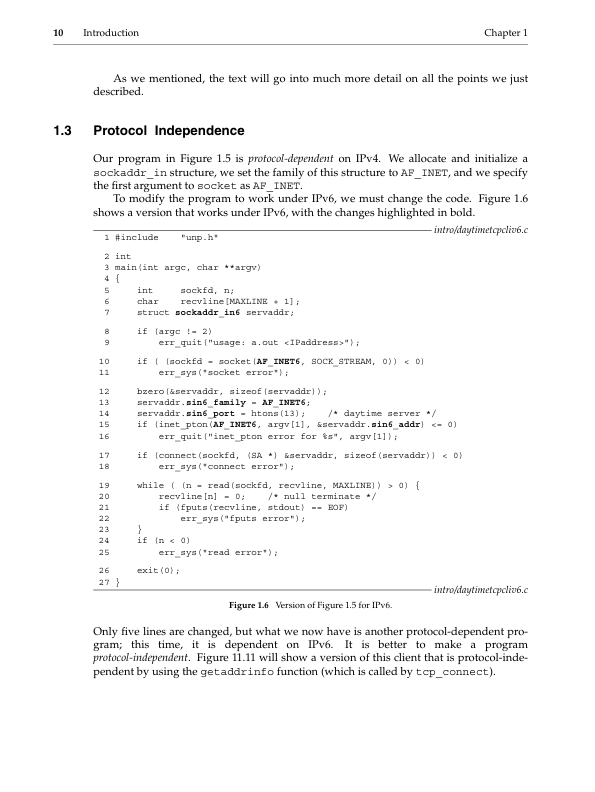 10 Introduction Chapter 1
As we mentioned, the text will go into much more detail on all the points we just
described.
1.3 Protocol Independence
Our program in Figure 1.5 is protocol-dependent on IPv4. We allocate and initialize a
sockaddr_in structure, we set the family of this structure to AF_INET, and we specify
the first argument to socket as AF_INET.
To modify the program to work under IPv6, we must change the code. Figure 1.6
shows a version that works under IPv6, with the changes highlighted in bold.
intro/daytimetcpcliv6.c
1 #include    "unp.h"
2 int
3 main(int argc, char **argv)
4 {
5     int     sockfd, n;
6     char    recvline[MAXLINE + 1];
7     struct sockaddr_in6 servaddr;
8     if (argc != 2)
9         err_quit("usage: a.out <IPaddress>");
10     if ( (sockfd = socket(AF_INET6, SOCK_STREAM, 0)) < 0)
11         err_sys("socket error");
12     bzero(&servaddr, sizeof(servaddr));
13     servaddr.sin6_family = AF_INET6;
14     servaddr.sin6_port = htons(13);    /* daytime server */
15     if (inet_pton(AF_INET6, argv[1], &servaddr.sin6_addr) <= 0)
16         err_quit("inet_pton error for %s", argv[1]);
17     if (connect(sockfd, (SA *) &servaddr, sizeof(servaddr)) < 0)
18         err_sys("connect error");
19     while ( (n = read(sockfd, recvline, MAXLINE)) > 0) {
20         recvline[n] = 0;    /* null terminate */
21         if (fputs(recvline, stdout) == EOF)
22             err_sys("fputs error");
23     }
24     if (n < 0)
25         err_sys("read error");
26     exit(0);
27 }
intro/daytimetcpcliv6.c
Figure 1.6 Version of Figure 1.5 for IPv6.
Only five lines are changed, but what we now have is another protocol-dependent pro-
gram; this time, it is dependent on IPv6. It is better to make a program
protocol-independent. Figure 11.11 will show a version of this client that is protocol-inde-
pendent by using the getaddrinfo function (which is called by tcp_connect).